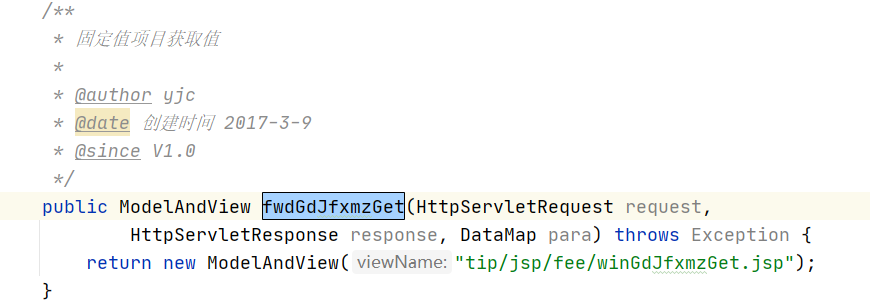 /**
 * 固定值项目获取值
 *
 * @author yjc
 * @date 创建时间 2017-3-9
 * @since V1.0
 */
public ModelAndView fwdGdJfxmzGet(HttpServletRequest request,
        HttpServletResponse response, DataMap para) throws Exception {
    return new ModelAndView( viewName: "tip/jsp/fee/winGdJfxmzGet.jsp");
}